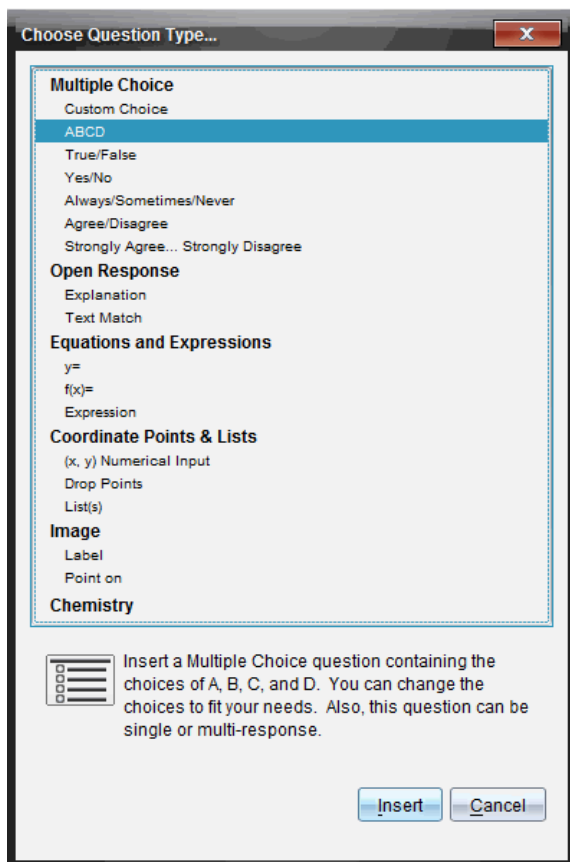 Choose Question Type...
Multiple Choice
Custom Choice
ABCD
True/False
Yes/No
Always/Sometimes/Never
Agree/Disagree
Strongly Agree... Strongly Disagree
Open Response
Explanation
Text Match
Equations and Expressions
y=
f(x)=
Expression
Coordinate Points & Lists
(x, y) Numerical Input
Drop Points
List(s)
Image
Label
Point on
Chemistry
Insert a Multiple Choice question containing the
choices of A, B, C, and D. You can change the
choices to fit your needs. Also, this question can be
single or multi-response.
Insert Cancel